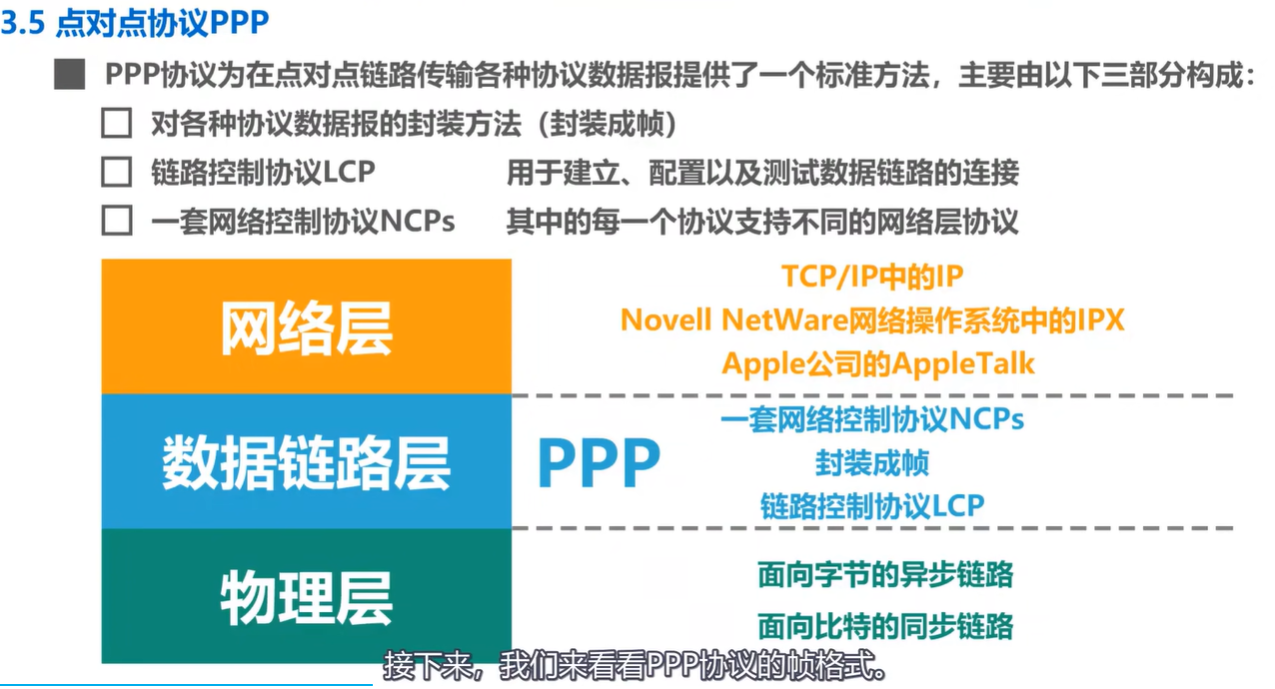 3.5 点对点协议PPP
PPP协议为在点对点链路传输各种协议数据报提供了一个标准方法，主要由以下三部分构成：
对各种协议数据报的封装方法（封装成帧）
链路控制协议LCP 用于建立、配置以及测试数据链路的连接
一套网络控制协议NCPs 其中的每一个协议支持不同的网络层协议
网络层
TCP/IP中的IP
Novell NetWare网络操作系统中的IPX
Apple公司的AppleTalk
数据链路层
PPP
一套网络控制协议NCPs
封装成帧
链路控制协议LCP
物理层
面向字节的异步链路
面向比特的同步链路
接下来，我们来看看PPP协议的帧格式。